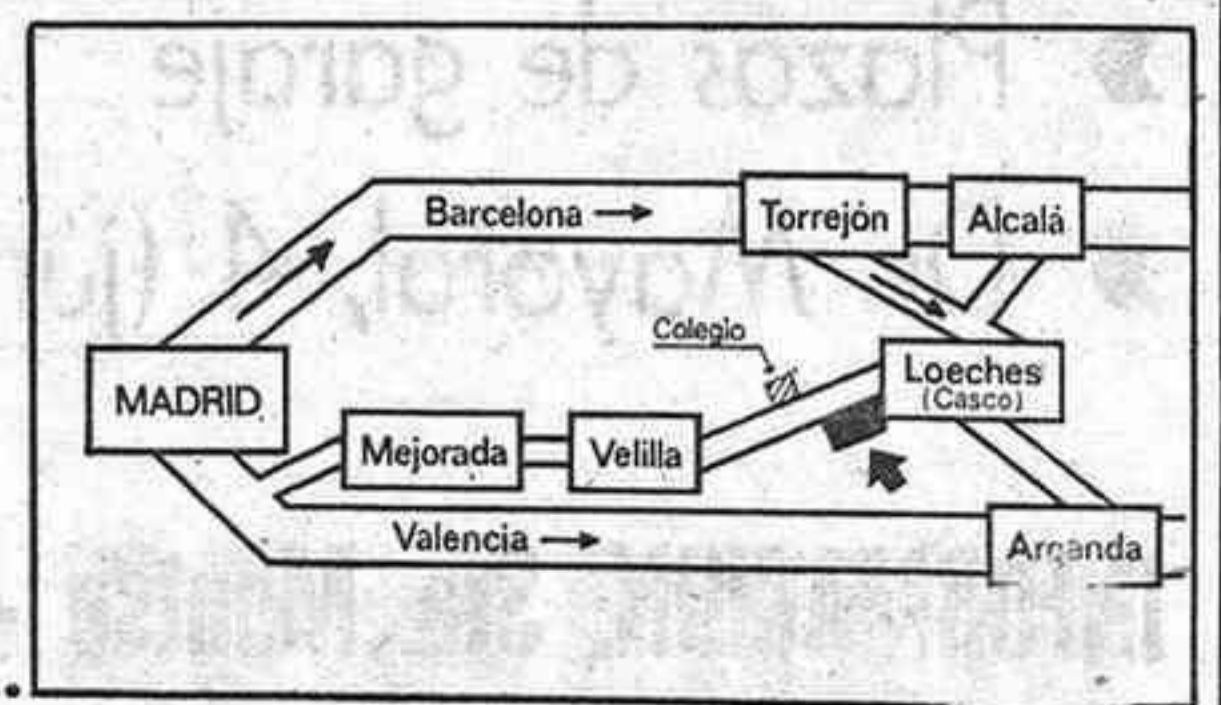 Barcelona →
Torrejón
Alcalá
Colegio
MADRID
Loeches
(Casco)
Mejorada
Velilla
Valencia →
Arganda